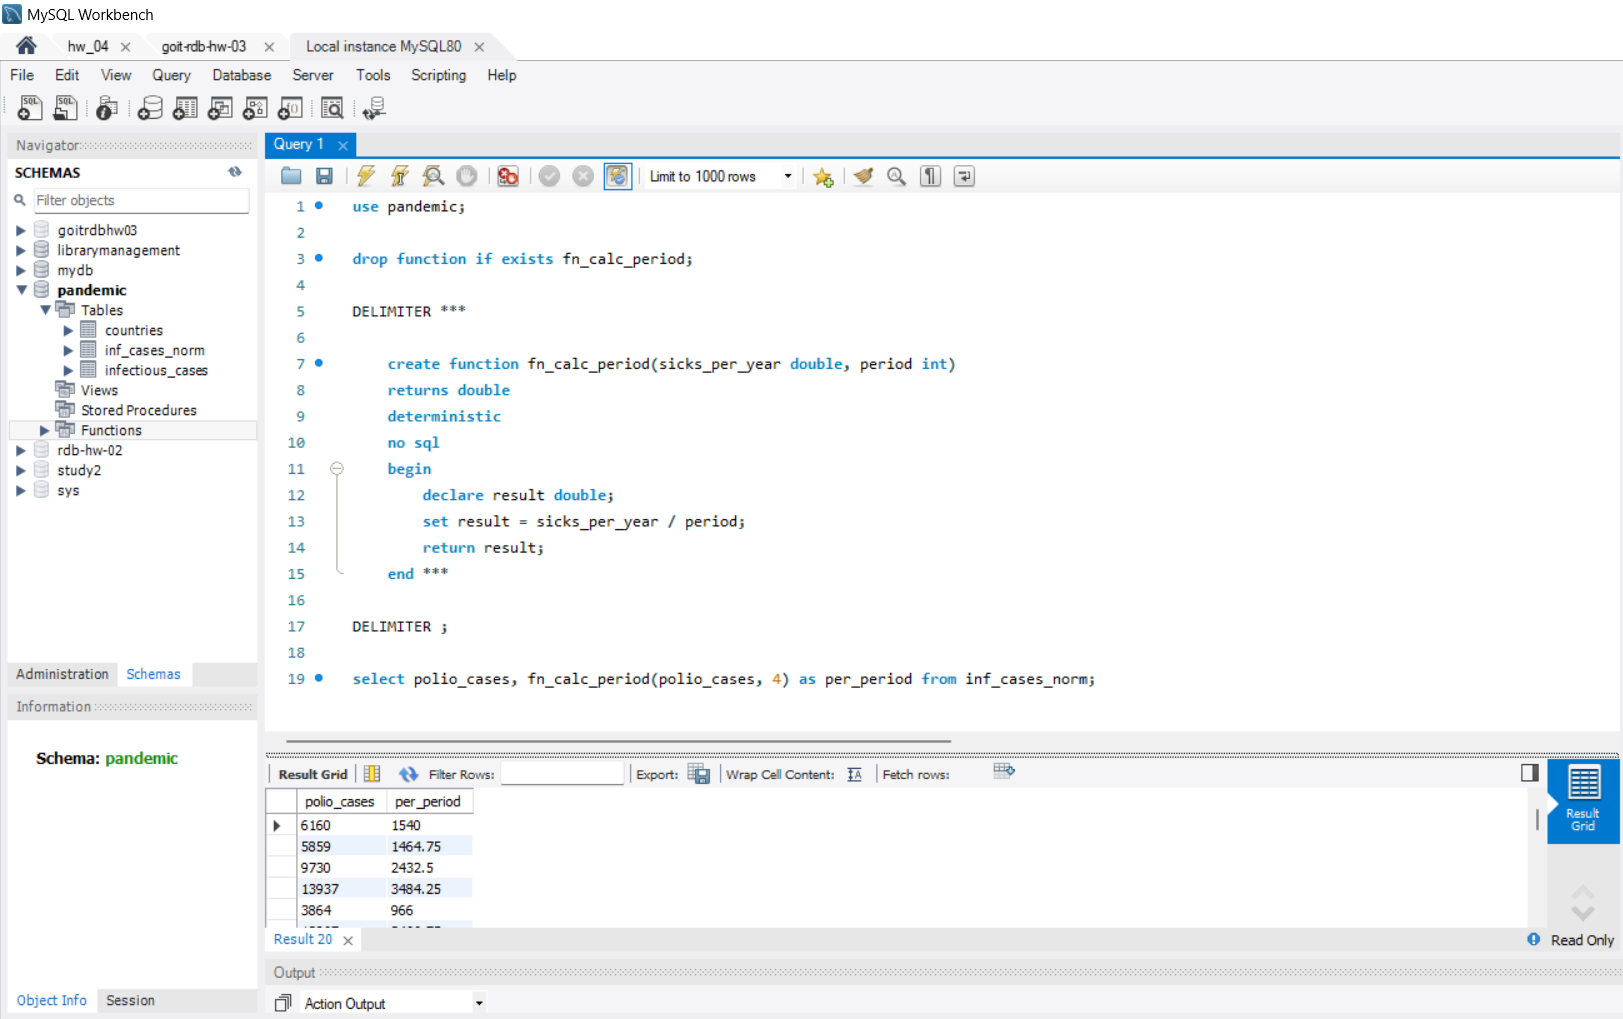 MySQL Workbench
hw_04
goit-rdb-hw-03
Local instance MySQL80
File Edit View Query Database Server Tools Scripting Help
Navigator
SCHEMAS
Filter objects
goitrdbhw03
librarymanagement
mydb
pandemic
Tables
countries
inf_cases_norm
infectious_cases
Views
Stored Procedures
Functions
rdb-hw-02
study2
sys
Administration Schemas
Information
Schema: pandemic
Object Info Session
Query 1
Limit to 1000 rows
1 use pandemic;
2
3 drop function if exists fn_calc_period;
4
5 DELIMITER ***
6
7 create function fn_calc_period(sicks_per_year double, period int)
8 returns double
9 deterministic
10 no sql
11 begin
12 declare result double;
13 set result = sicks_per_year / period;
14 return result;
15 end ***
16
17 DELIMITER ;
18
19 select polio_cases, fn_calc_period(polio_cases, 4) as per_period from inf_cases_norm;
Result Grid Filter Rows: Export: Wrap Cell Content: Fetch rows:
polio_cases per_period
6160 1540
5859 1464.75
9730 2432.5
13937 3484.25
3864 966
Result Grid
Result 20
Read Only
Output
Action Output